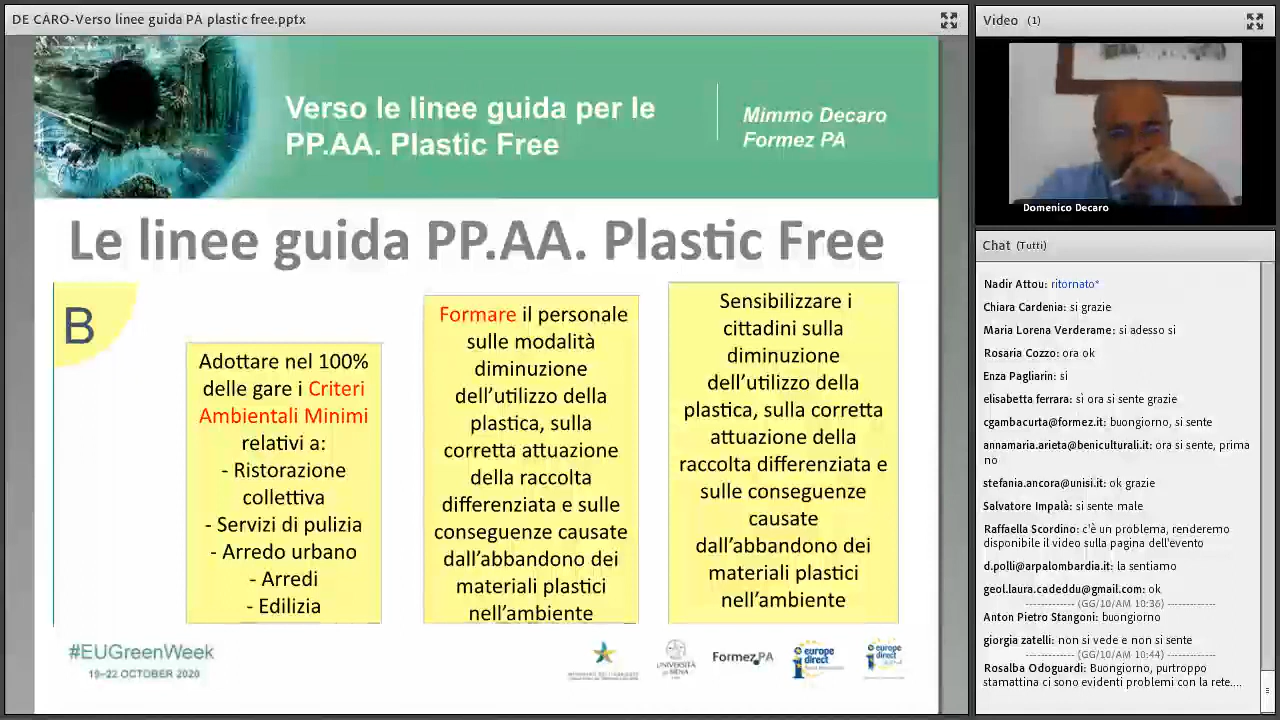 DE CARO-Verso linee guida PA plastic free.pptx
Verso le linee guida per le
PP.AA. Plastic Free
Mimmo Decaro
Formez PA
Le linee guida PP.AA. Plastic Free
B
Adottare nel 100%
delle gare i Criteri
Ambientali Minimi
relativi a:
- Ristorazione
collettiva
- Servizi di pulizia
- Arredo urbano
- Arredi
- Edilizia
Formare il personale
sulle modalità
diminuzione
dell'utilizzo della
plastica, sulla
corretta attuazione
della raccolta
differenziata e sulle
conseguenze causate
dall'abbandono dei
materiali plastici
nell'ambiente
Sensibilizzare i
cittadini sulla
diminuzione
dell'utilizzo della
plastica, sulla corretta
attuazione della
raccolta differenziata e
sulle conseguenze
causate
dall'abbandono dei
materiali plastici
nell'ambiente
#EUGreenWeek
19–22 OCTOBER 2020
UNIVERSITÀ
Formez PA
europe
direct
europe
direct
Video (1)
Domenico Decaro
Chat (Tutti)
Nadir Attou: ritornato*
Chiara Cardenia: si grazie
Maria Lorena Verderame: si adesso si
Rosaria Cozzo: ora ok
Enza Pagliarin: si
elisabetta ferrara: sì ora si sente grazie
cgambacurta@formez.it: buongiorno, si sente
annamaria.arieta@beniculturali.it: ora si sente, prima
no
stefania.ancora@unisi.it: ok grazie
Salvatore Impalà: si sente male
Raffaella Scordino: c'è un problema, renderemo
disponibile il video sulla pagina dell'evento
d.polli@arpalombardia.it: la sentiamo
geol.laura.cadeddu@gmail.com: ok
------------- (GG/10/AM 10:36) -------------
Anton Pietro Stangoni: buongiorno
giorgia zatelli: non si vede e non si sente
------------- (GG/10/AM 10:44) -------------
Rosalba Odoguardi: Buongiorno, purtroppo
stamattina ci sono evidenti problemi con la rete....